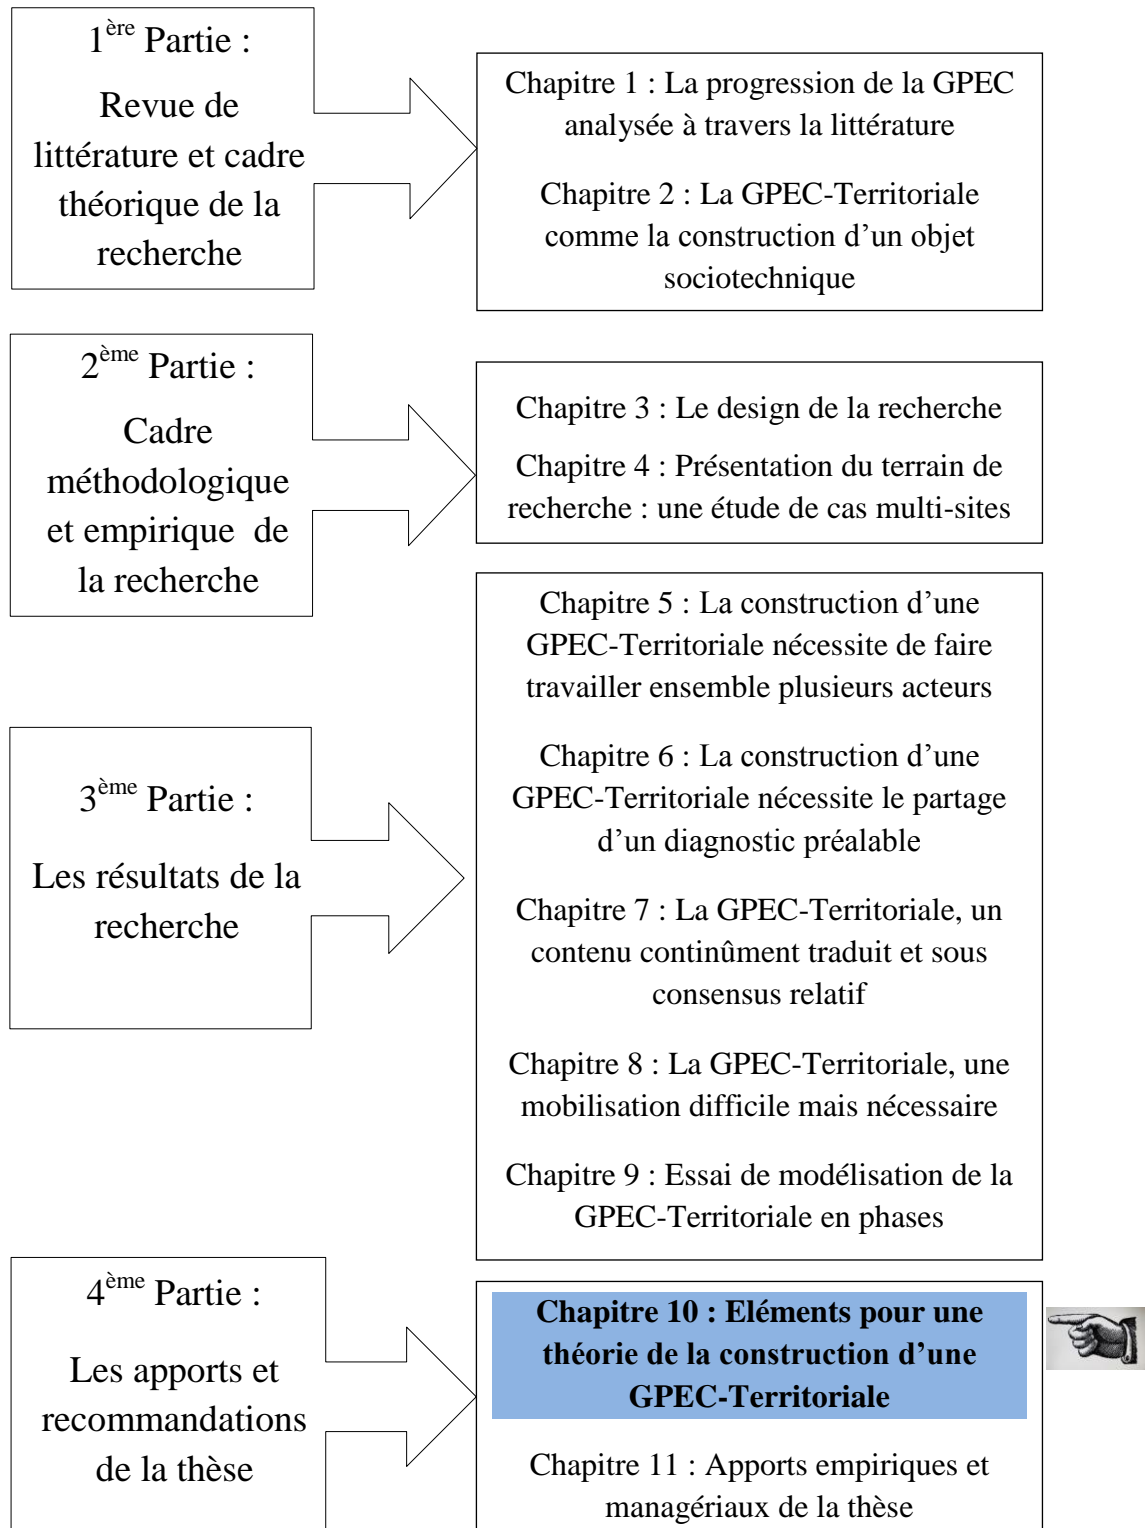 1ère Partie :
Revue de
littérature et cadre
théorique de la
recherche
Chapitre 1 : La progression de la GPEC
analysée à travers la littérature
Chapitre 2 : La GPEC-Territoriale
comme la construction d’un objet
sociotechnique
2ème Partie :
Cadre
méthodologique
et empirique de
la recherche
Chapitre 3 : Le design de la recherche
Chapitre 4 : Présentation du terrain de
recherche : une étude de cas multi-sites
3ème Partie :
Les résultats de la
recherche
Chapitre 5 : La construction d’une
GPEC-Territoriale nécessite de faire
travailler ensemble plusieurs acteurs
Chapitre 6 : La construction d’une
GPEC-Territoriale nécessite le partage
d’un diagnostic préalable
Chapitre 7 : La GPEC-Territoriale, un
contenu continûment traduit et sous
consensus relatif
Chapitre 8 : La GPEC-Territoriale, une
mobilisation difficile mais nécessaire
Chapitre 9 : Essai de modélisation de la
GPEC-Territoriale en phases
4ème Partie :
Les apports et
recommandations
de la thèse
Chapitre 10 : Eléments pour une
théorie de la construction d’une
GPEC-Territoriale
Chapitre 11 : Apports empiriques et
managériaux de la thèse